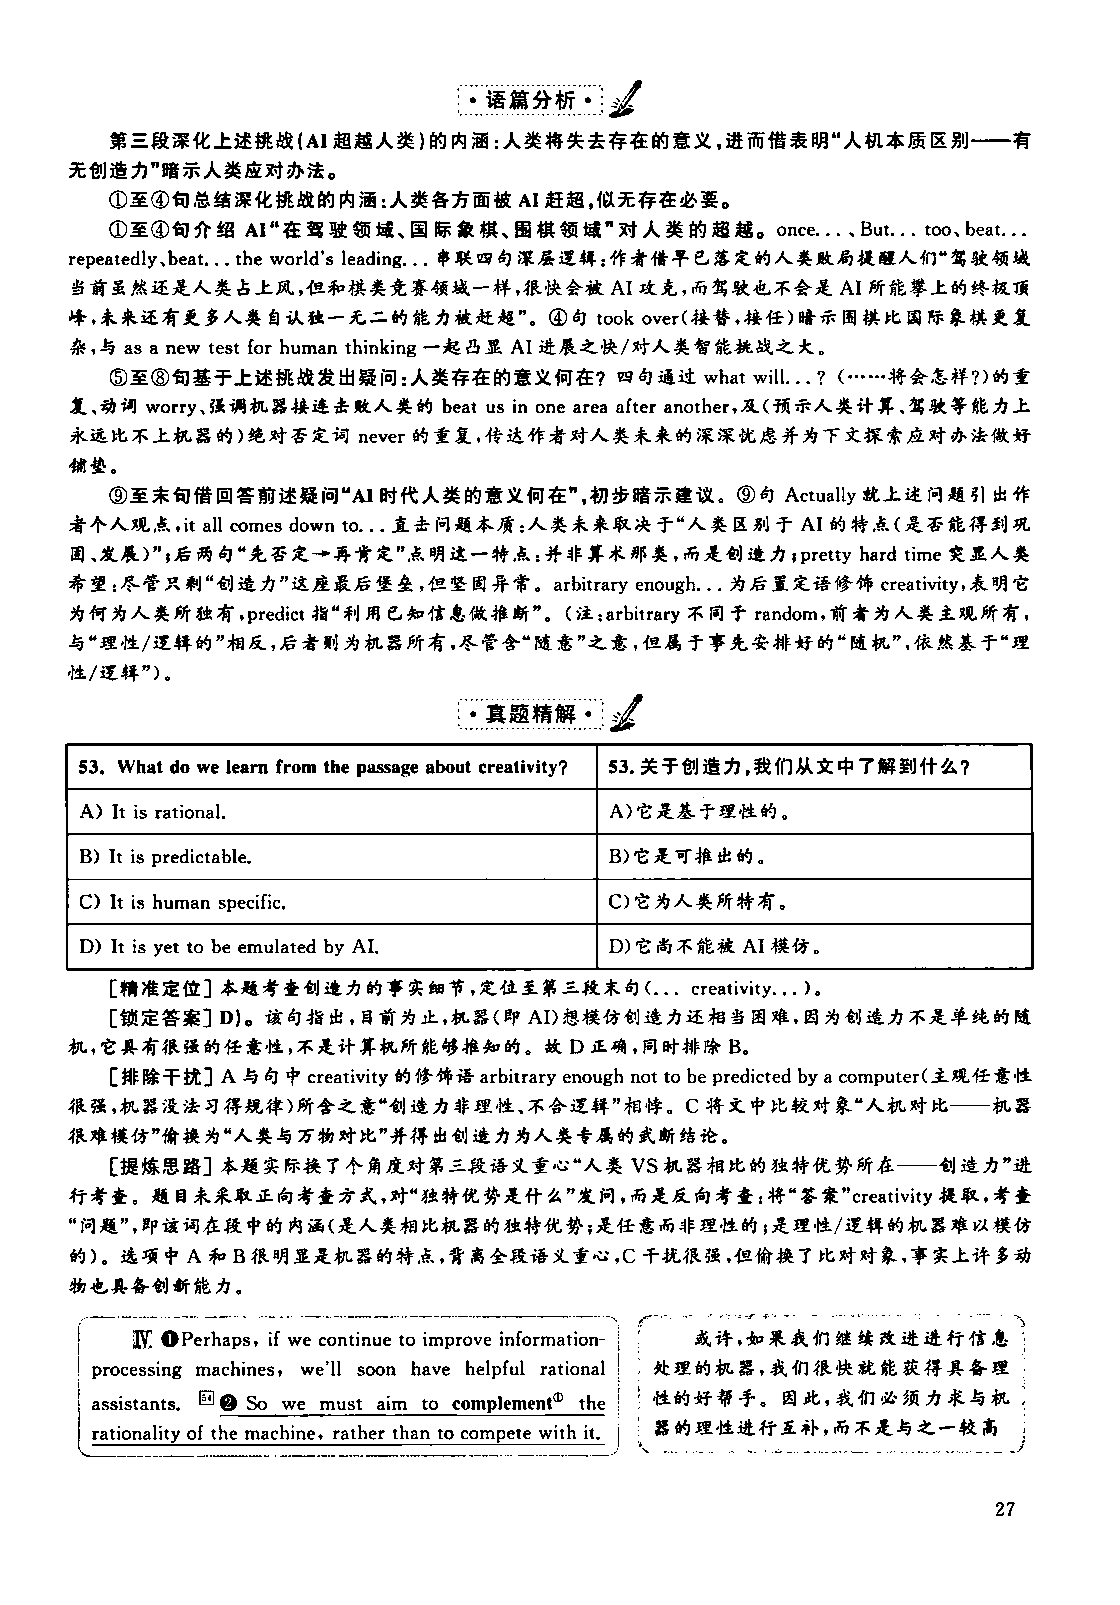 ·语篇分析·
第三段深化上述挑战(AI 超越人类)的内涵:人类将失去存在的意义,进而借表明“人机本质区别——有
无创造力”暗示人类应对办法。
①至④句总结深化挑战的内涵:人类各方面被 AI 赶超,似无存在必要。
①至④句介绍 AI“在驾驶领域、国际象棋、围棋领域”对人类的超越。once...、But... too、beat...
repeatedly、beat... the world's leading... 串联四句深层逻辑:作者借早已落定的人类败局提醒人们“驾驶领域
当前虽然还是人类占上风,但和棋类竞赛领域一样,很快会被 AI 攻克,而驾驶也不会是 AI 所能攀上的终极顶
峰,未来还有更多人类自认独一无二的能力被赶超”。④句 took over(接替,接任)暗示围棋比国际象棋更复
杂,与 as a new test for human thinking 一起凸显 AI 进展之快/对人类智能挑战之大。
⑤至⑧句基于上述挑战发出疑问:人类存在的意义何在? 四句通过 what will...? (……将会怎样?)的重
复、动词 worry、强调机器接连击败人类的 beat us in one area after another,及(预示人类计算、驾驶等能力上
永远比不上机器的)绝对否定词 never 的重复,传达作者对人类未来的深深忧虑并为下文探索应对办法做好
铺垫。
⑨至末句借回答前述疑问“AI 时代人类的意义何在”,初步暗示建议。⑨句 Actually 就上述问题引出作
者个人观点,it all comes down to... 直击问题本质:人类未来取决于“人类区别于 AI 的特点(是否能得到巩
固、发展)”;后两句“先否定→再肯定”点明这一特点:并非算术那类,而是创造力;pretty hard time 突显人类
希望:尽管只剩“创造力”这座最后堡垒,但坚固异常。arbitrary enough... 为后置定语修饰 creativity,表明它
为何为人类所独有,predict 指“利用已知信息做推断”。(注:arbitrary 不同于 random,前者为人类主观所有,
与“理性/逻辑的”相反,后者则为机器所有,尽管含“随意”之意,但属于事先安排好的“随机”,依然基于“理
性/逻辑”)。
·真题精解·
53. What do we learn from the passage about creativity?
53. 关于创造力,我们从文中了解到什么?
A) It is rational.
A)它是基于理性的。
B) It is predictable.
B)它是可推出的。
C) It is human specific.
C)它为人类所特有。
D) It is yet to be emulated by AI.
D)它尚不能被 AI 模仿。
[精准定位] 本题考查创造力的事实细节,定位至第三段末句(... creativity...)。
[锁定答案] D)。该句指出,目前为止,机器(即 AI)想模仿创造力还相当困难,因为创造力不是单纯的随
机,它具有很强的任意性,不是计算机所能够推知的。故 D 正确,同时排除 B。
[排除干扰] A 与句中 creativity 的修饰语 arbitrary enough not to be predicted by a computer(主观任意性
很强,机器没法习得规律)所含之意“创造力非理性、不合逻辑”相悖。C 将文中比较对象“人机对比——机器
很难模仿”偷换为“人类与万物对比”并得出创造力为人类专属的武断结论。
[提炼思路] 本题实际换了个角度对第三段语义重心“人类 VS 机器相比的独特优势所在——创造力”进
行考查。题目未采取正向考查方式,对“独特优势是什么”发问,而是反向考查:将“答案”creativity 提取,考查
“问题”,即该词在段中的内涵(是人类相比机器的独特优势;是任意而非理性的;是理性/逻辑的机器难以模仿
的)。选项中 A 和 B 很明显是机器的特点,背离全段语义重心,C 干扰很强,但偷换了比对对象,事实上许多动
物也具备创新能力。
Ⅳ ❶Perhaps, if we continue to improve information-
processing machines, we'll soon have helpful rational
assistants. 54 ❷ So we must aim to complement① the
rationality of the machine, rather than to compete with it.
或许,如果我们继续改进进行信息
处理的机器,我们很快就能获得具备理
性的好帮手。因此,我们必须力求与机
器的理性进行互补,而不是与之一较高
27